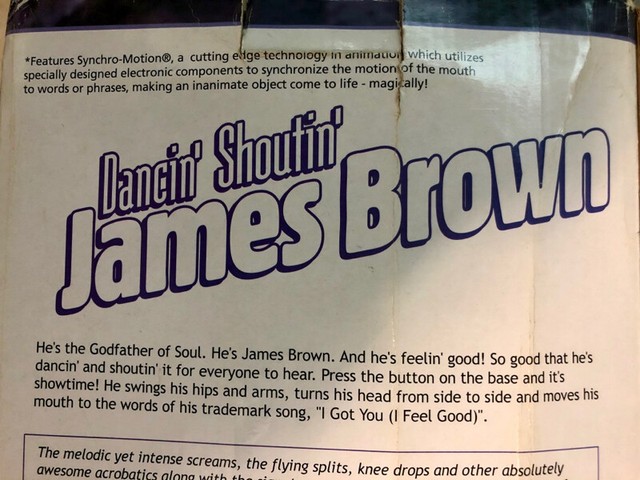 *Features Synchro-Motion®, a cutting edge technology in animation which utilizes
specially designed electronic components to synchronize the motion of the mouth
to words or phrases, making an inanimate object come to life - magically!
Dancin' Shoutin'
James Brown
He's the Godfather of Soul. He's James Brown. And he's feelin' good! So good that he's
dancin' and shoutin' it for everyone to hear. Press the button on the base and it's
showtime! He swings his hips and arms, turns his head from side to side and moves his
mouth to the words of his trademark song, "I Got You (I Feel Good)".
The melodic yet intense screams, the flying splits, knee drops and other absolutely
awesome acrobatics along with the